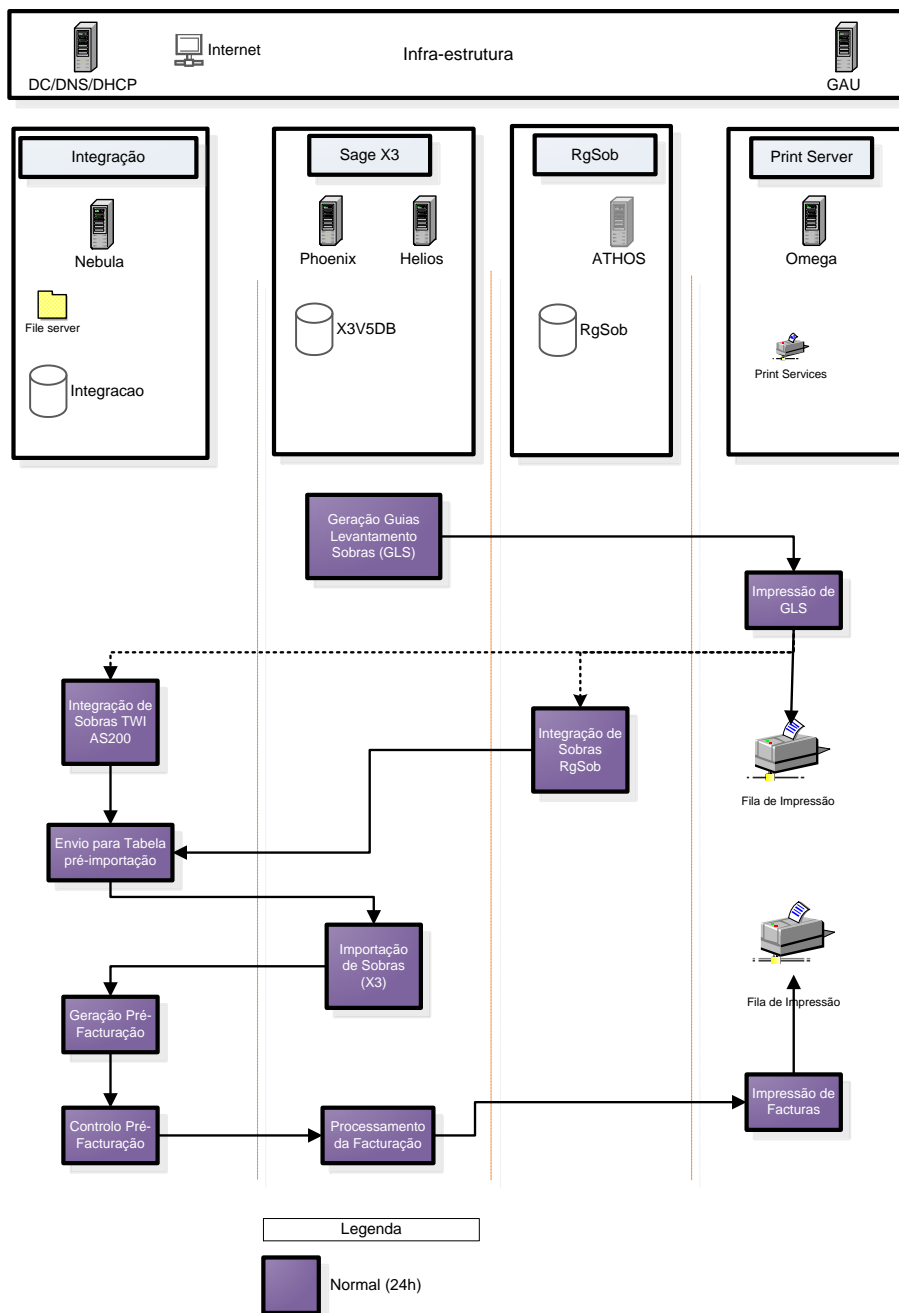 Internet
Infra-estrutura
DC/DNS/DHCP
GAU
Integração
Sage X3
RgSob
Print Server
Nebula
Phoenix
Helios
ATHOS
Omega
File server
X3V5DB
RgSob
Print Services
Integracao
Geração Guias
Levantamento
Sobras (GLS)
Impressão de
GLS
Integração de
Sobras TWI
AS200
Integração de
Sobras
RgSob
Fila de Impressão
Envio para Tabela
pré-importação
Importação
de Sobras
(X3)
Fila de Impressão
Geração Pré-
Facturação
Impressão de
Facturas
Controlo Pré-
Facturação
Processamento
da Facturação
Legenda
Normal (24h)